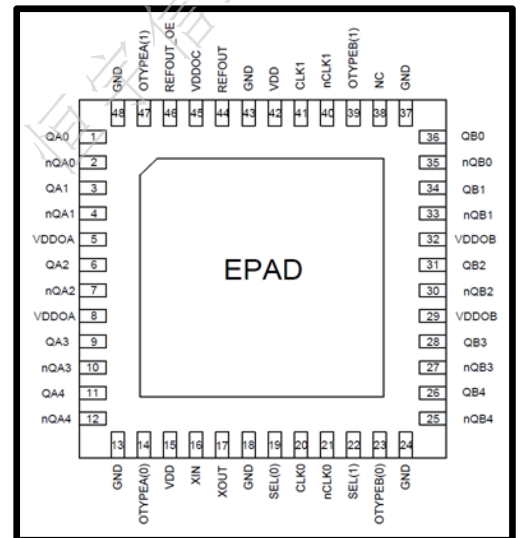 GND OTYPEA(1) REFOUT_OE VDDOC REFOUT GND VDD CLK1 nCLK1 OTYPEB(1) NC GND
48 47 46 45 44 43 42 41 40 39 38 37
QA0 1 36 QB0
nQA0 2 35 nQB0
QA1 3 34 QB1
nQA1 4 33 nQB1
VDDOA 5 32 VDDOB
QA2 6 31 QB2
nQA2 7 30 nQB2
VDDOA 8 29 VDDOB
QA3 9 28 QB3
nQA3 10 27 nQB3
QA4 11 26 QB4
nQA4 12 25 nQB4
EPAD
13 14 15 16 17 18 19 20 21 22 23 24
GND OTYPEA(0) VDD XIN XOUT GND SEL(0) CLK0 nCLK0 SEL(1) OTYPEB(0) GND